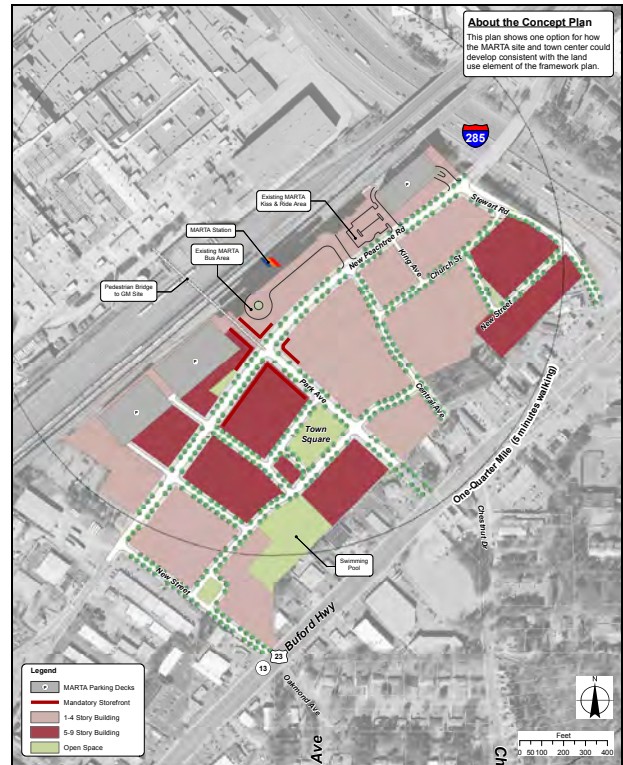 About the Concept Plan
This plan shows one option for how
the MARTA site and town center could
develop consistent with the land
use element of the framework plan.
285
Stewart Rd
Existing MARTA
Kiss & Ride Area
New Peachtree Rd
King Ave
Church St
MARTA Station
Existing MARTA
Bus Area
Pedestrian Bridge
to GM Site
New Street
P
P
P
Park Ave
Central Ave
Town
Square
One-Quarter Mile (5 minutes walking)
Chestnut Dr
Swimming
Pool
New Street
Buford Hwy
23
13
Oakmond Ave
Ave
Ch
Legend
P MARTA Parking Decks
Mandatory Storefront
1-4 Story Building
5-9 Story Building
Open Space
N
Feet
0 50 100 200 300 400